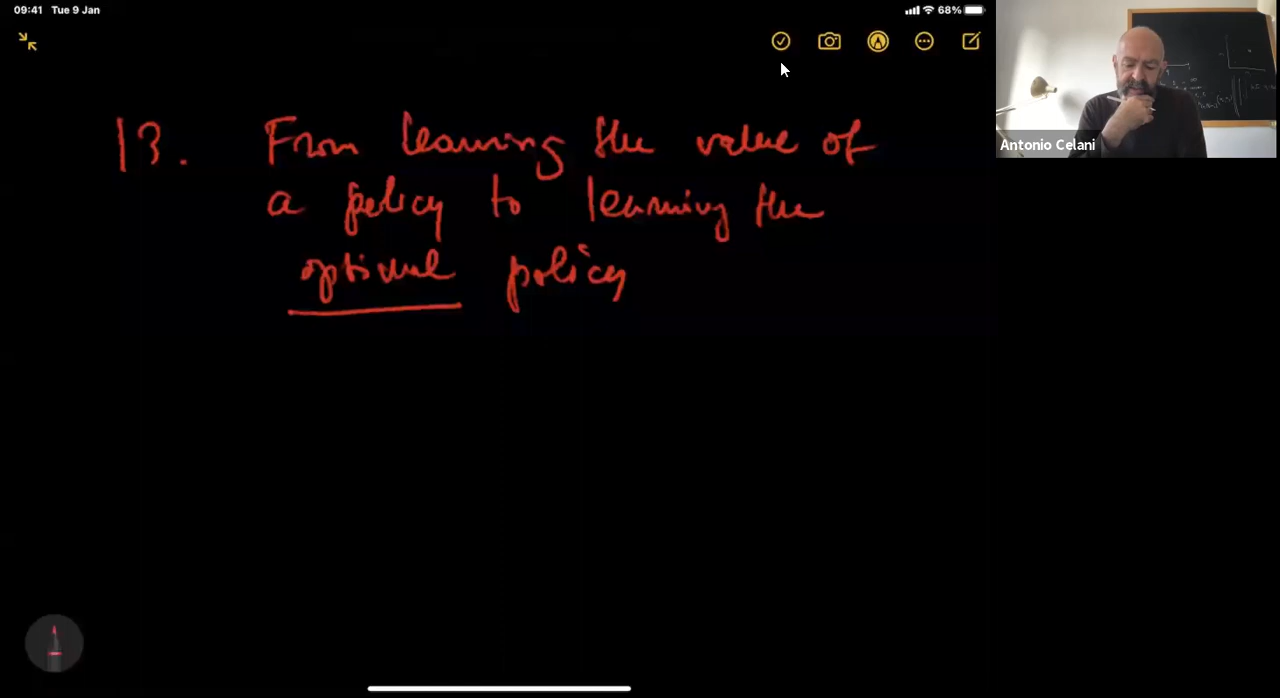 09:41 Tue 9 Jan
68%
Antonio Celani
13. From learning the value of
a policy to learning the
optimal policy